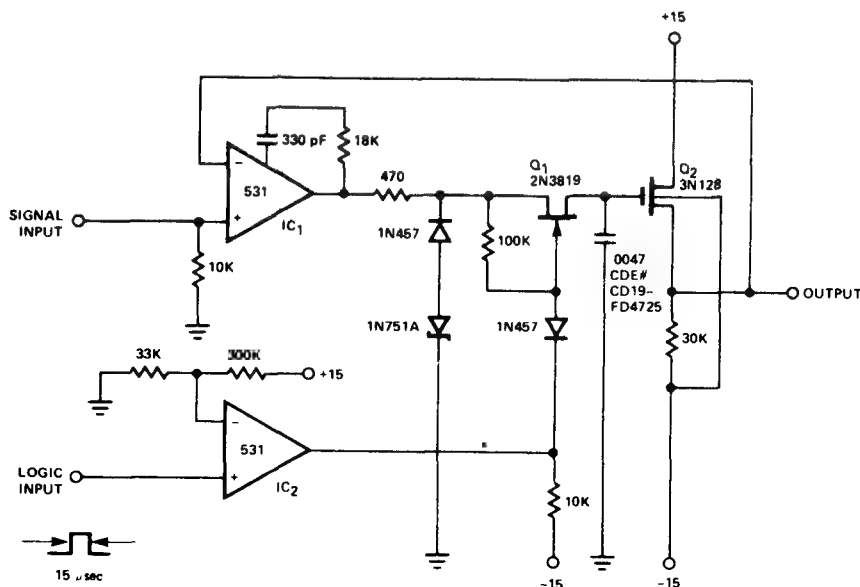 +15
330 pF
18K
Q1
2N3819
Q2
3N128
470
−
531
+
IC1
SIGNAL
INPUT
10K
1N457
100K
0047
CDE#
CD19-
FD4725
OUTPUT
1N751A
1N457
30K
33K
300K
+15
−
531
+
IC2
LOGIC
INPUT
10K
15 μsec
-15
-15